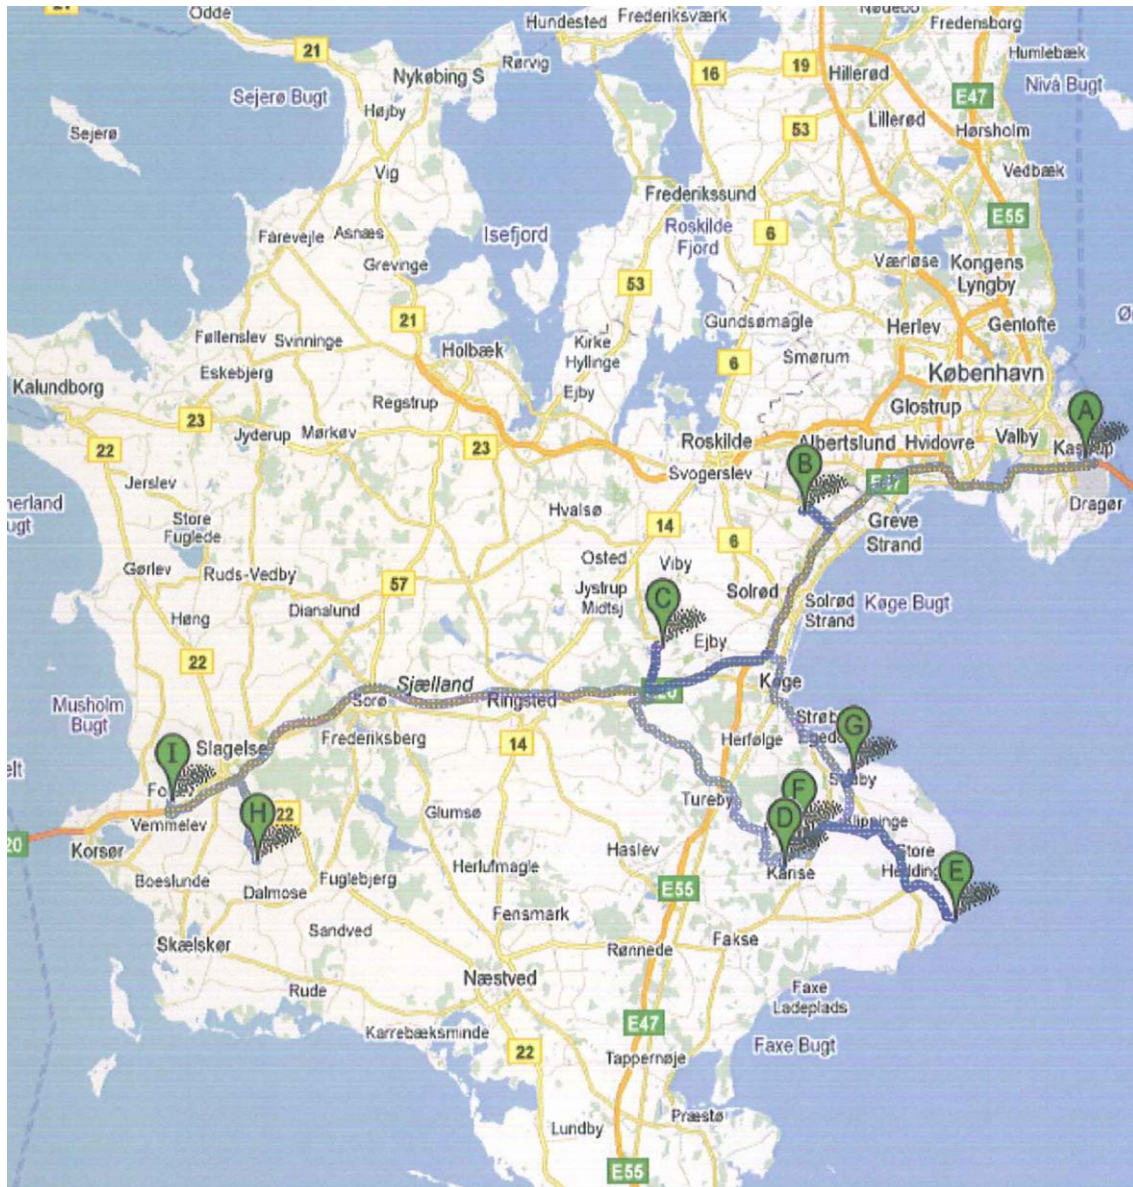 21
Odde
Hundested
Frederiksværk
Fredensborg
21
Rørvig
Humlebæk
Nykøbing S
16
19
Hillerød
Nivå Bugt
Sejerø Bugt
E47
Højby
Lillerød
Sejerø
53
Hørsholm
Vig
Vedbæk
Frederikssund
Roskilde
Fjord
E55
Isefjord
Asnæs
Fårevejle
6
Værløse
Kongens
Lyngby
Grevinge
53
21
Gundsømagle
Herlev
Gentofte
Føllenslev
Svinninge
Holbæk
Kirke
Hyllinge
Smørum
Eskebjerg
6
København
Kalundborg
Regstrup
Ejby
Glostrup
A
23
Jyderup
Mørkøv
Roskilde
Albertslund
Hvidovre
Valby
Kastrup
22
23
Svogerslev
B
Jerslev
Dragør
Hvalsø
Store
Fuglede
14
Greve
Strand
Osted
6
Viby
Gørlev
Ruds-Vedby
57
Jystrup
Midtsj
C
Solrød
Solrød
Strand
Køge Bugt
Høng
Dianalund
Ejby
22
Sjælland
Køge
Musholm
Bugt
Sorø
Ringsted
Slagelse
I
Frederiksberg
14
Herfølge
G
Tureby
F
22
Vemmelev
H
Glumsø
D
Klippinge
20
Korsør
Haslev
Store
Boeslunde
Dalmose
Fuglebjerg
Herlufmagle
Karise
E
E55
Fensmark
Sandved
Skælskør
Rønnede
Fakse
Næstved
Rude
Faxe
Ladeplads
Karrebæksminde
E47
Faxe Bugt
22
Tappernøje
Præstø
Lundby
E55